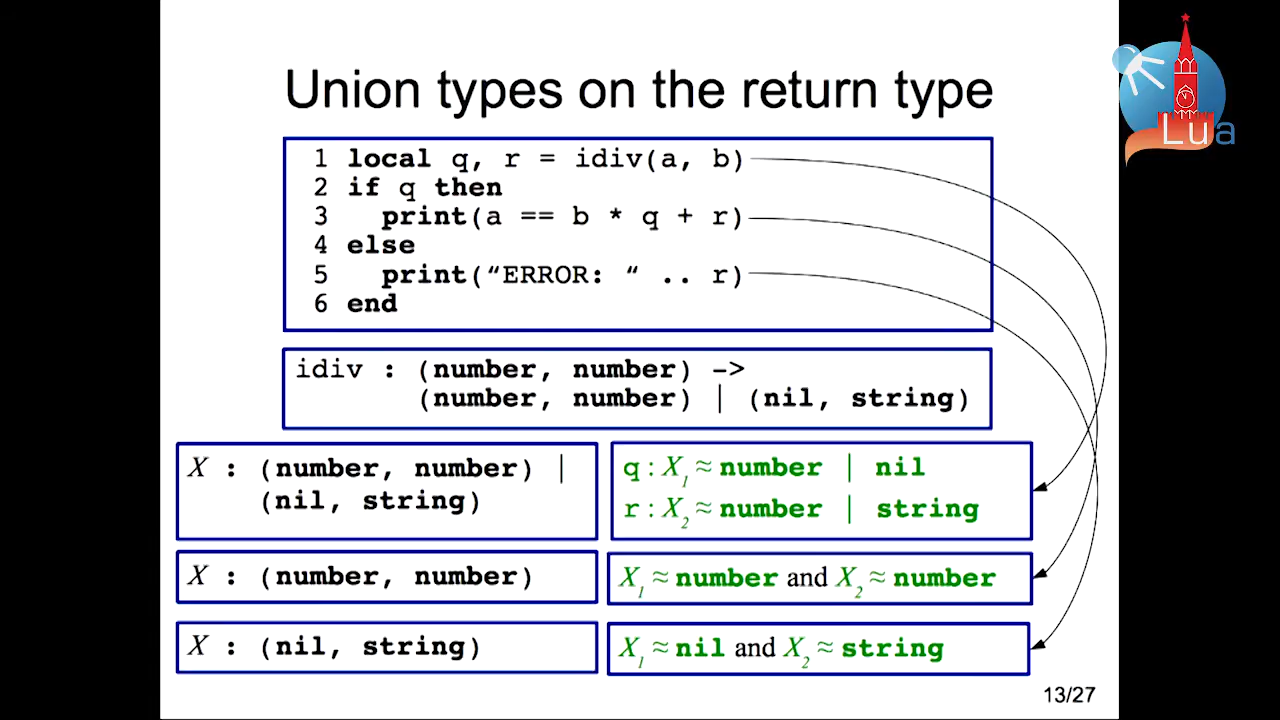 Union types on the return type
Lua
1 local q, r = idiv(a, b)
2 if q then
3 print(a == b * q + r)
4 else
5 print(“ERROR: “ .. r)
6 end
idiv : (number, number) ->
(number, number) | (nil, string)
X : (number, number) |
(nil, string)
q : X₁ ≈ number | nil
r : X₂ ≈ number | string
X : (number, number)
X₁ ≈ number and X₂ ≈ number
X : (nil, string)
X₁ ≈ nil and X₂ ≈ string
13/27